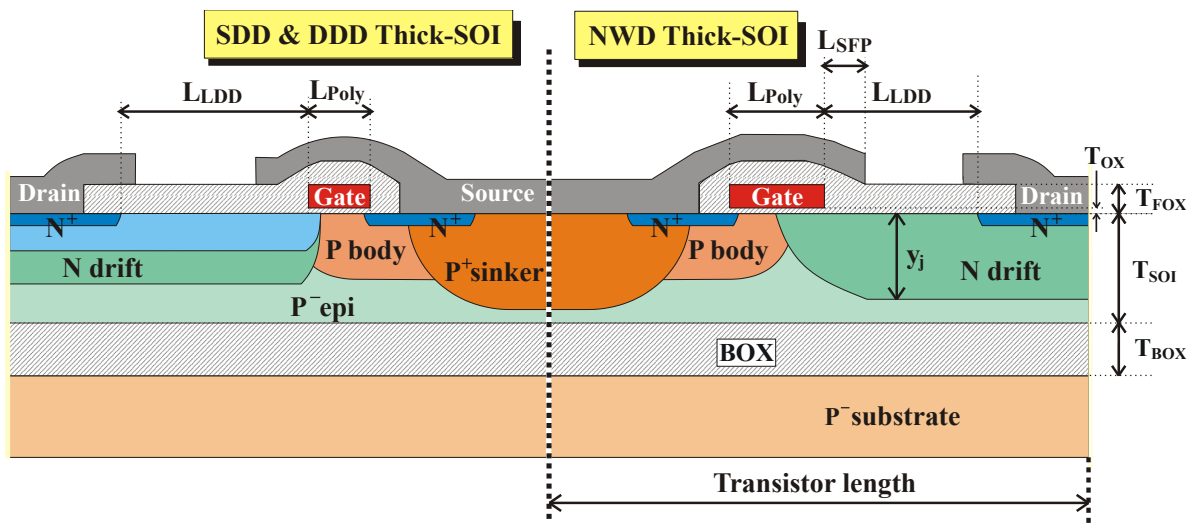 SDD & DDD Thick-SOI
NWD Thick-SOI
LSFP
LLDD
LPoly
LPoly
LLDD
TOX
Drain
Gate
Source
Gate
Drain
TFOX
N+
N+
N+
N+
P body
P+sinker
P body
yj
N drift
N drift
TSOI
P−epi
BOX
TBOX
P−substrate
Transistor length